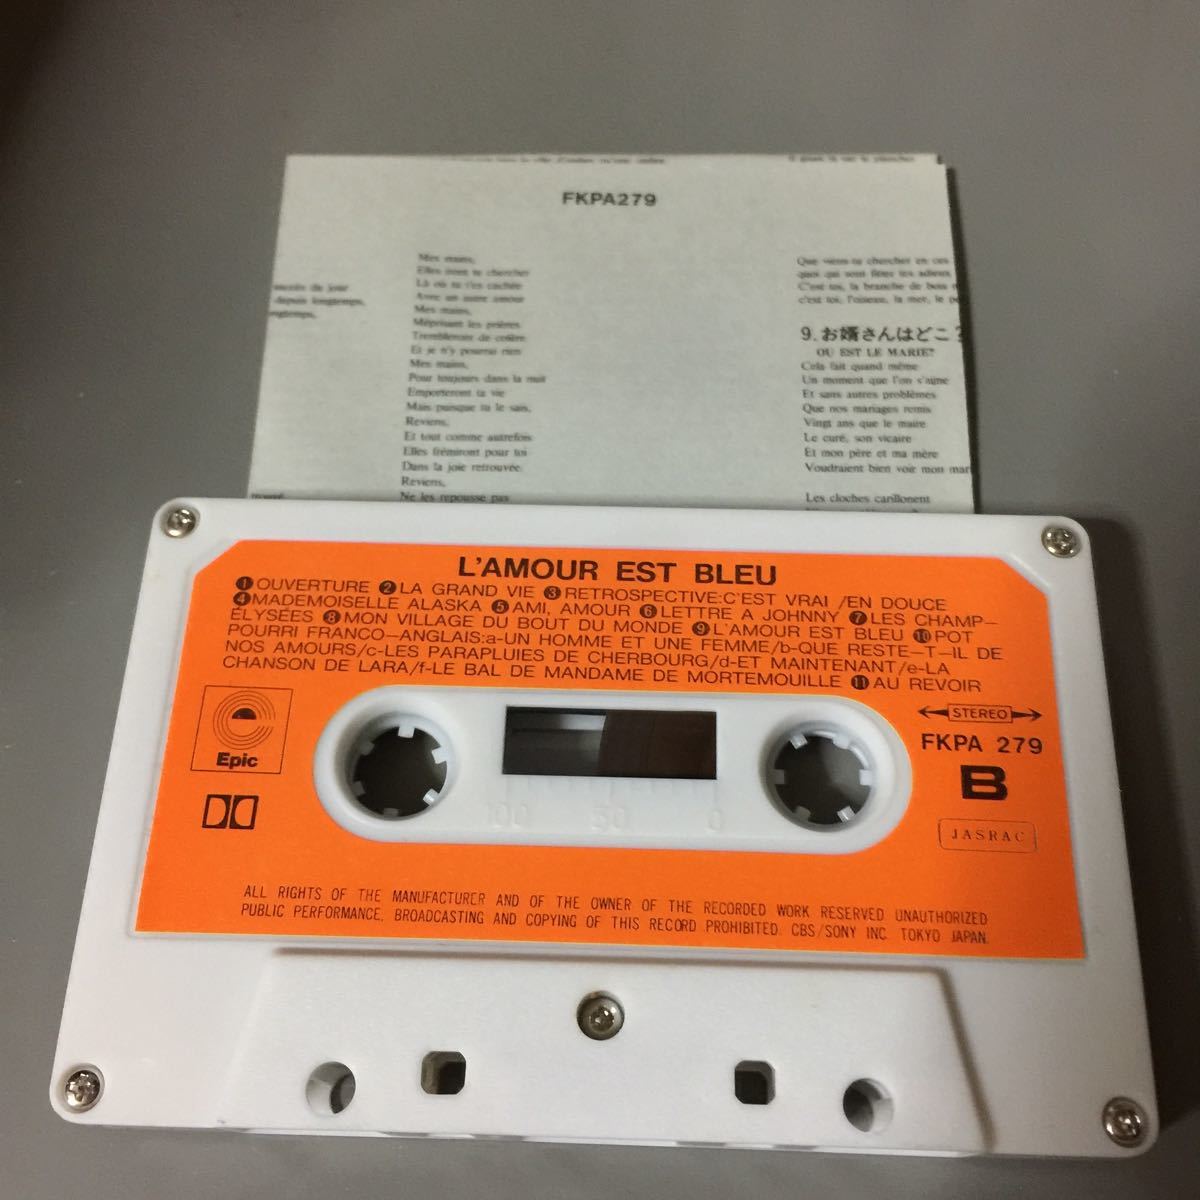 FKPA279
succès du jour
depuis longtemps,
ngtemps,
Mes mains,
Elles iront te chercher
Là où tu t'es cachée
Avec un autre amour
Mes mains,
Méprisant les prières
Trembleront de colère
Et je n'y pourrai rien
Mes mains,
Pour toujours dans la nuit
Emporteront ta vie
Mais puisque tu le sais,
Reviens,
Et tout comme autrefois
Elles frémiront pour toi
Dans la joie retrouvée
Reviens,
Ne les repousse pas
Que viens-tu chercher en ces
quoi qui sont fêtes tes adieux
C'est toi, la branche de bois
c'est toi, l'oiseau, la mer, le
9. お婿さんはどこ?
OU EST LE MARIE?
Cela fait quand même
Un moment que l'on s'aime
Et sans autres problèmes
Que nos mariages remis
Vingt ans que le maire
Le curé, son vicaire
Et mon père et ma mère
Voudraient bien voir mon mar
Les cloches carillonent
L'AMOUR EST BLEU
❶OUVERTURE ❷LA GRAND VIE ❸RETROSPECTIVE:C'EST VRAI /EN DOUCE
❹MADEMOISELLE ALASKA ❺AMI, AMOUR ❻LETTRE A JOHNNY ❼LES CHAMP-
ÉLYSÉES ❽MON VILLAGE DU BOUT DU MONDE ❾L'AMOUR EST BLEU ❿POT
POURRI FRANCO-ANGLAIS:a-UN HOMME ET UNE FEMME/b-QUE RESTE-T-IL DE
NOS AMOURS/c-LES PARAPLUIES DE CHERBOURG/d-ET MAINTENANT/e-LA
CHANSON DE LARA/f-LE BAL DE MANDAME DE MORTEMOUILLE ⓫AU REVOIR
Epic
STEREO
FKPA 279
B
JASRAC
100 50 0
ALL RIGHTS OF THE MANUFACTURER AND OF THE OWNER OF THE RECORDED WORK RESERVED UNAUTHORIZED
PUBLIC PERFORMANCE, BROADCASTING AND COPYING OF THIS RECORD PROHIBITED. CBS/SONY INC. TOKYO JAPAN.